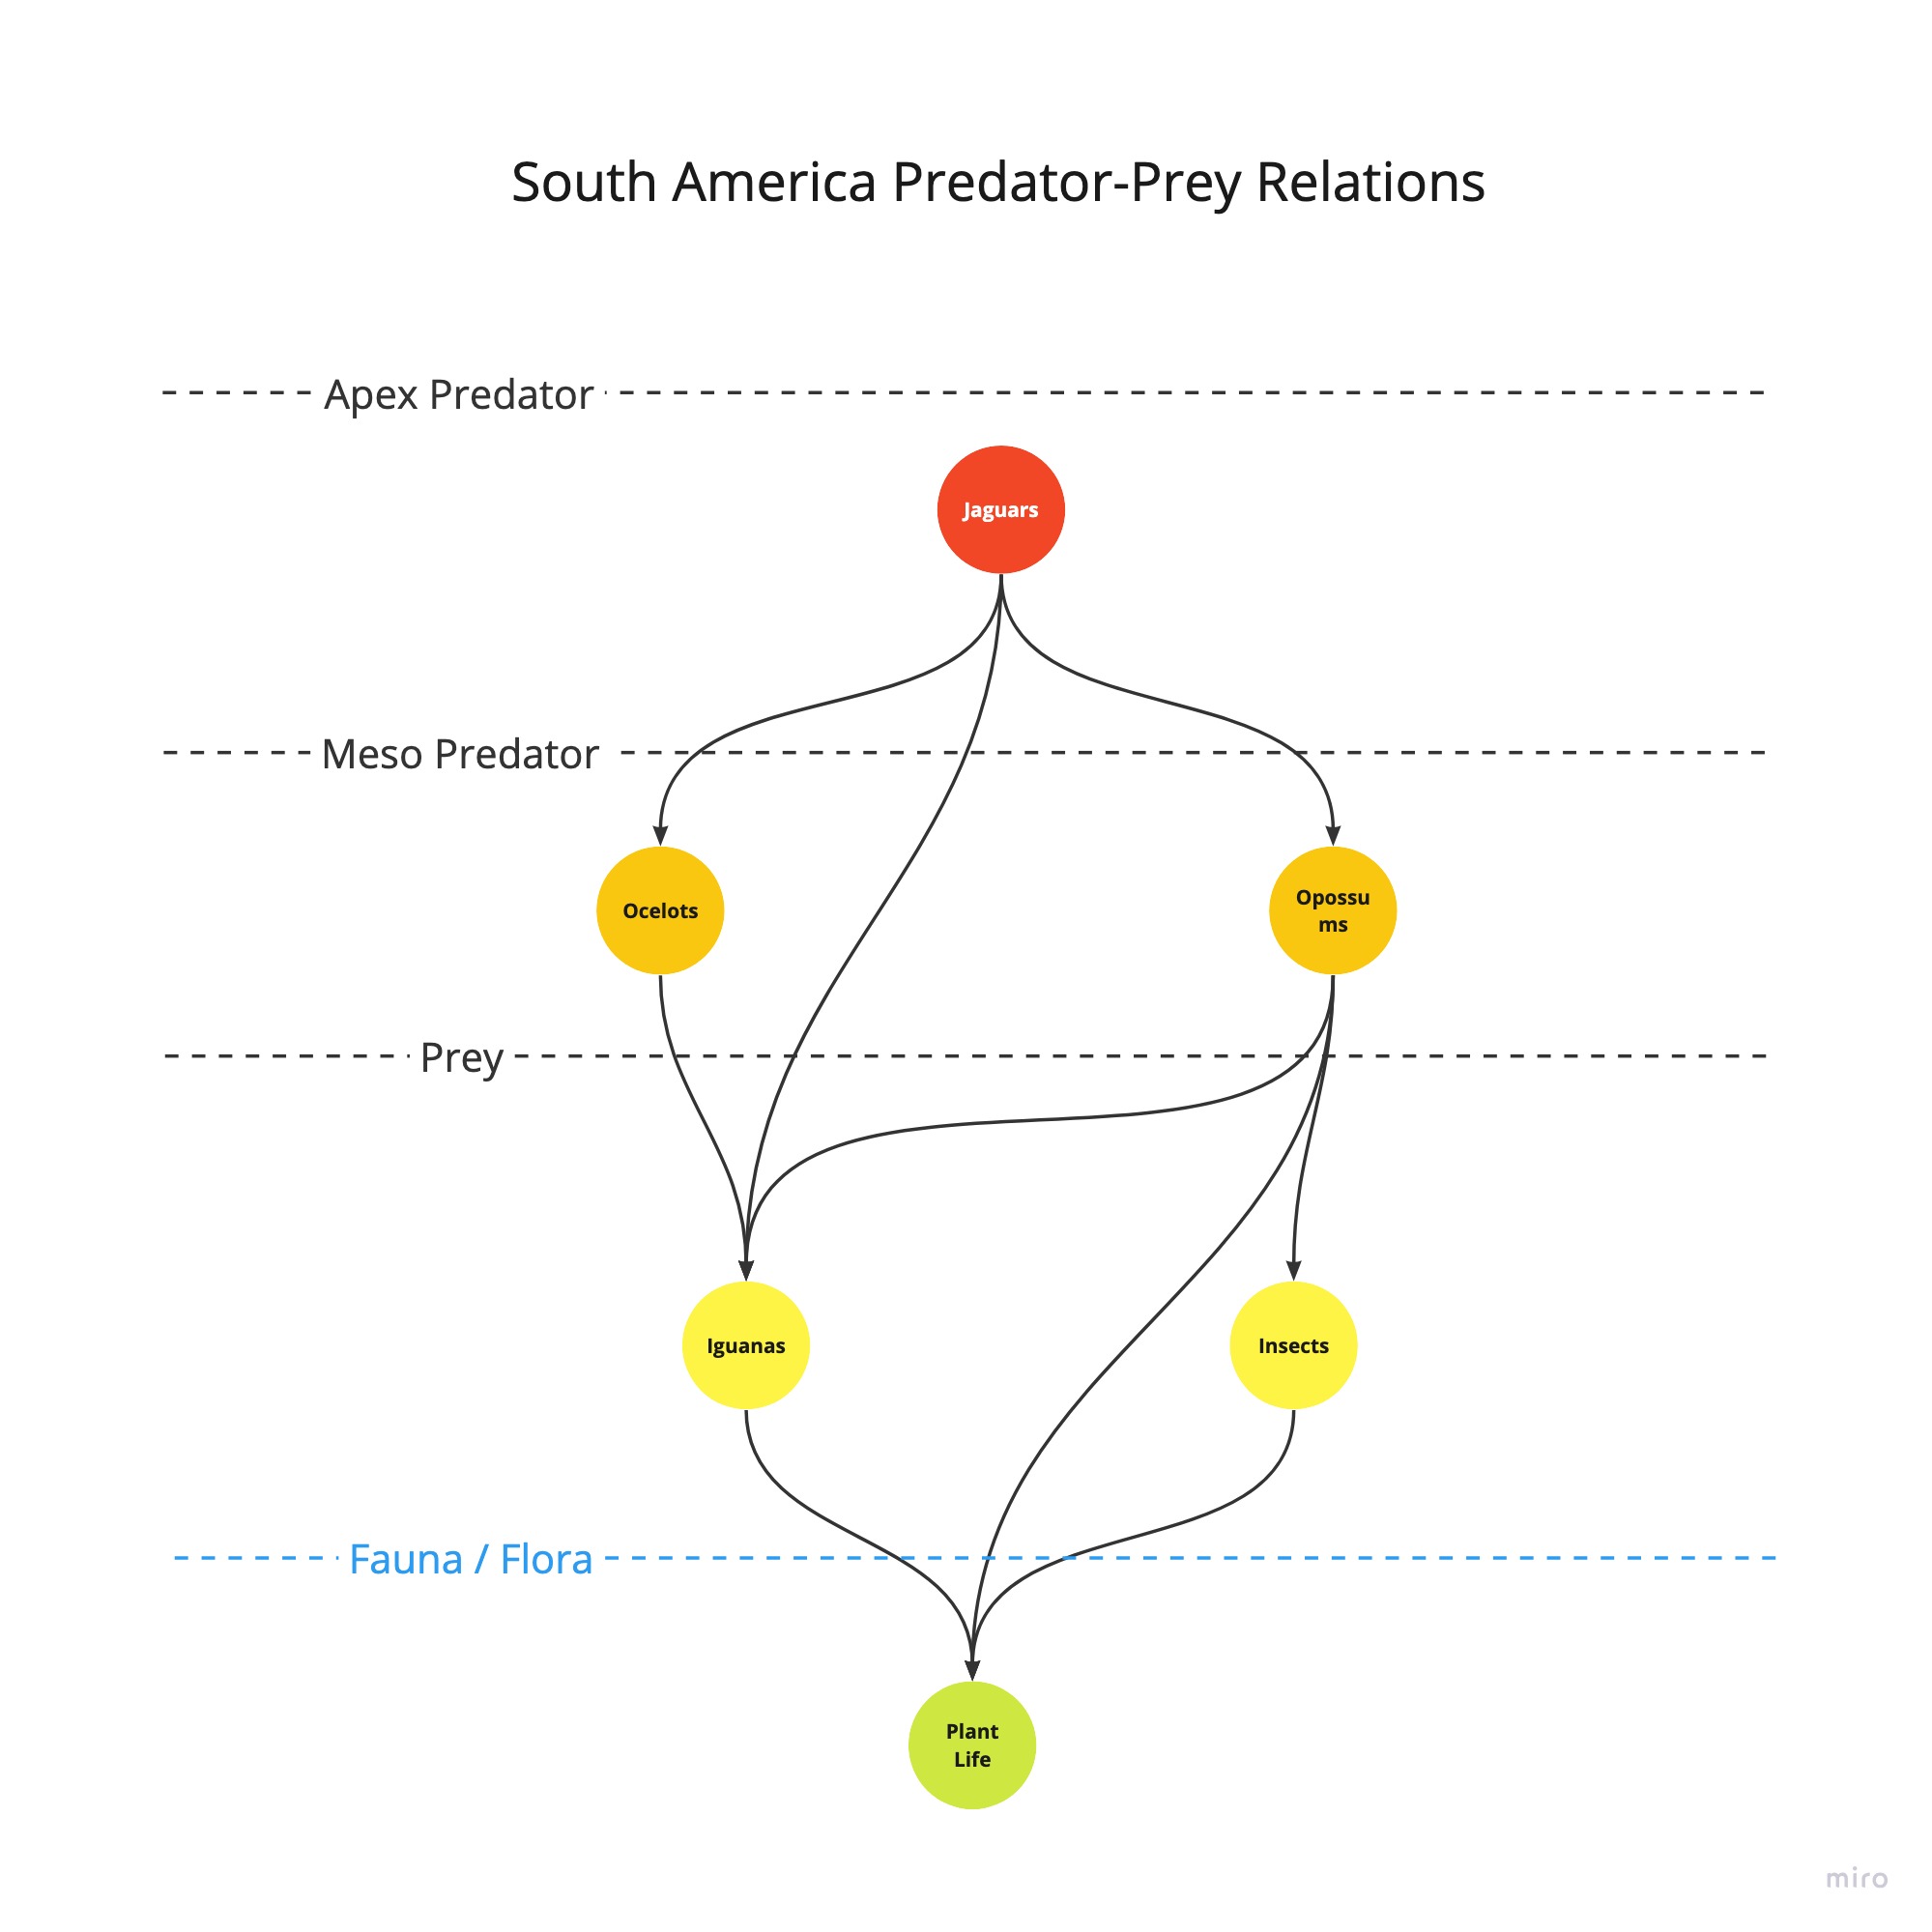 South America Predator-Prey Relations
Apex Predator
Jaguars
Meso Predator
Ocelots
Opossu
ms
Prey
Iguanas
Insects
Fauna / Flora
Plant
Life
miro